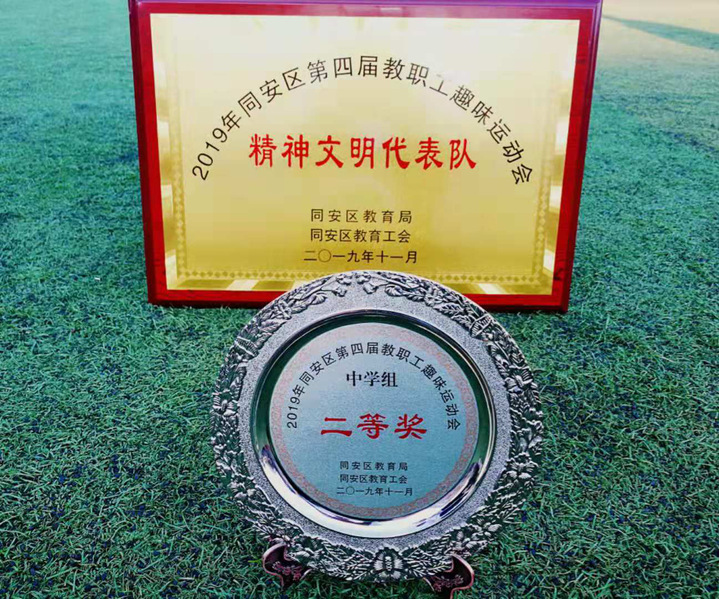 2019年同安区第四届教职工趣味运动会
精神文明代表队
同安区教育局
同安区教育工会
二〇一九年十一月
2019年同安区第四届教职工趣味运动会
中学组
二等奖
同安区教育局
同安区教育工会
二〇一九年十一月